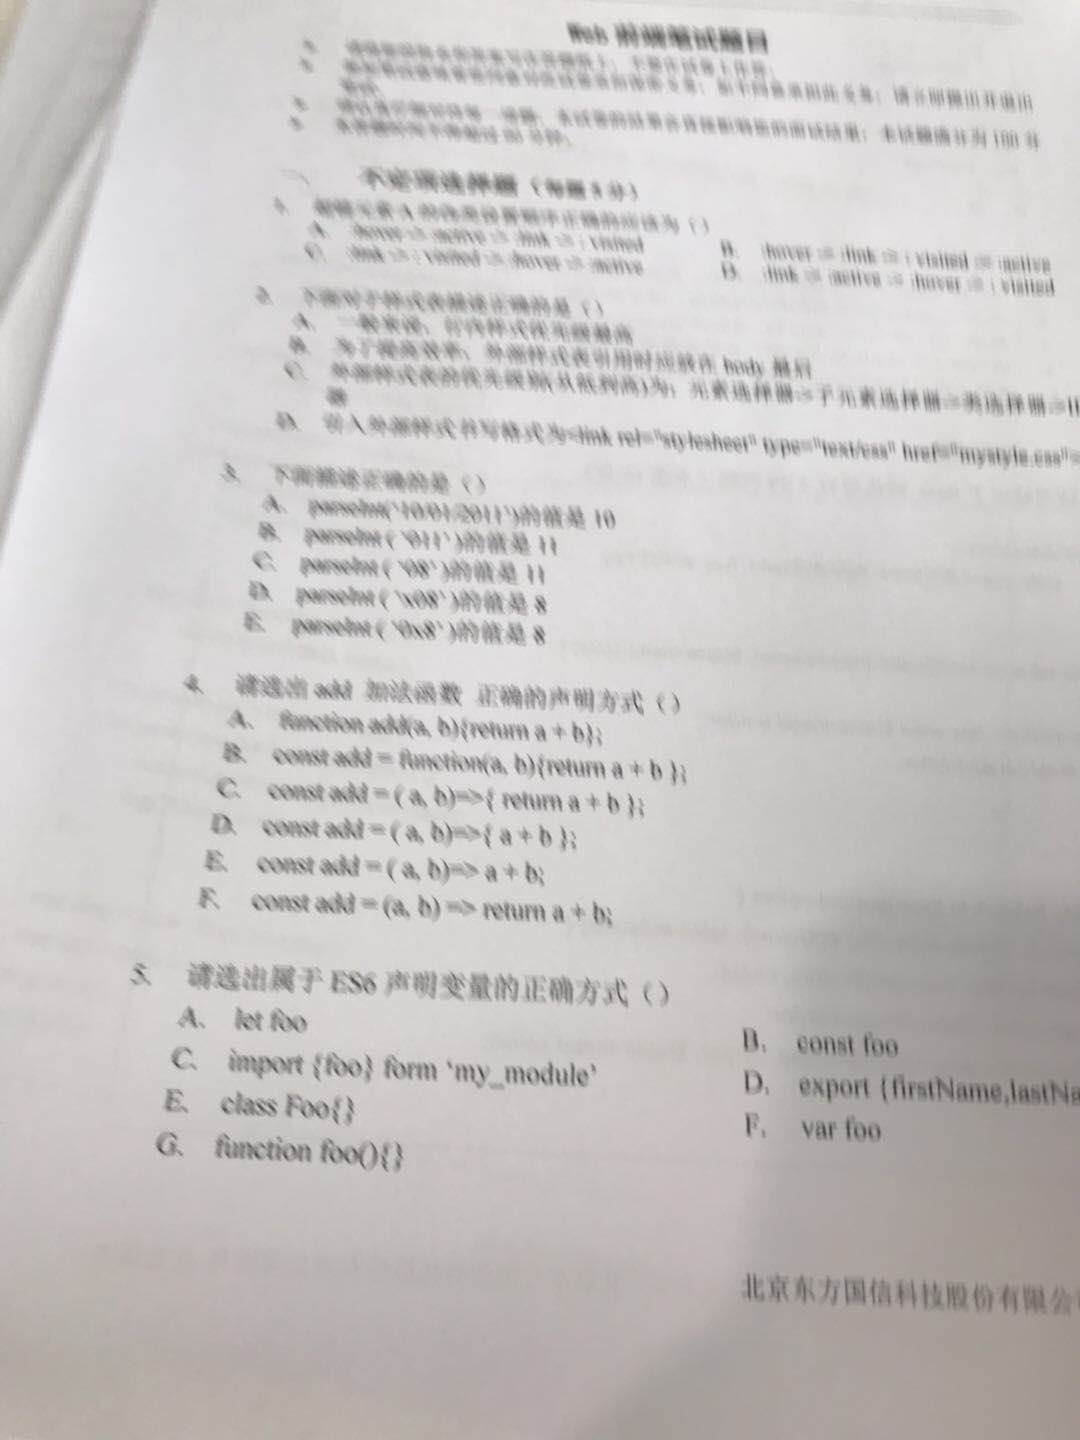 Web 前端笔试题目
不定项选择题（每题 5 分）
A、 :hover -> :active -> :link -> : visited
B、 :hover -> :link -> : visited -> :active
C、 :link -> : visited -> :hover -> :active
D、 :link -> :active -> :hover -> : visited
2、 下面对于样式表描述正确的是（）
A、 一般来说，行内样式优先级最高
B、 为了提高效率，外部样式表引用时应放在 body 最后
C、 外部样式表的优先级别(从低到高)为：元素选择器->子元素选择器->类选择器->I
器
D、 引入外部样式书写格式为<link rel="stylesheet" type="text/css" href="mystyle.css"
3、 下面描述正确的是（）
A、 parseInt('10/01/2011')的值是 10
B、 parseInt ( '011' )的值是 11
C、 parseInt ( '08' )的值是 11
D、 parseInt ( 'x08' )的值是 8
E、 parseInt ( '0x8' )的值是 8
4、 请选出 add 加法函数 正确的声明方式（）
A、 function add(a, b){return a + b};
B、 const add = function(a, b){return a + b };
C、 const add = ( a, b)=>{ return a + b };
D、 const add = ( a, b)=>{ a + b };
E、 const add = ( a, b)=> a + b;
F、 const add = (a, b) => return a + b;
5、 请选出属于 ES6 声明变量的正确方式（）
A、 let foo
B、 const foo
C、 import {foo} form ‘my_module’
D、 export {firstName,lastNa
E、 class Foo{}
F、 var foo
G、 function foo(){}
北京东方国信科技股份有限公